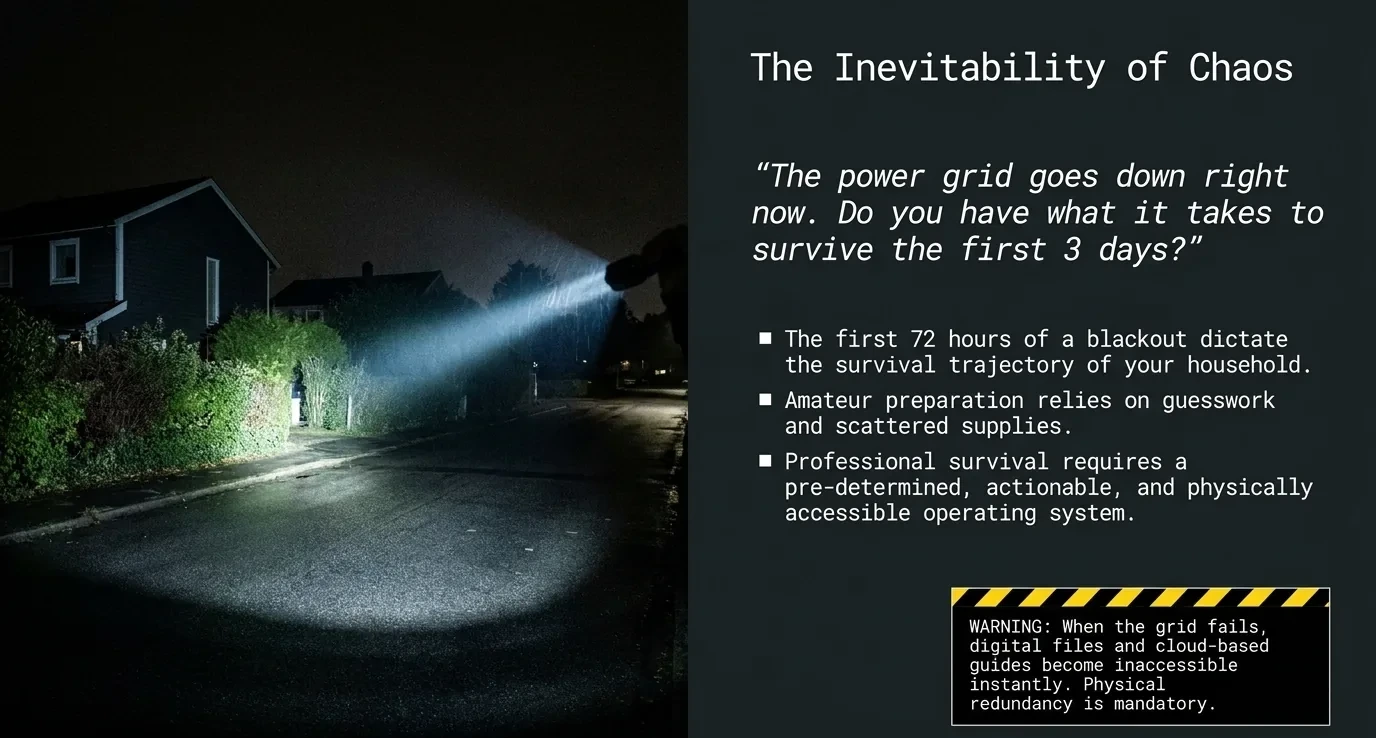 The Inevitability of Chaos
“The power grid goes down right
now. Do you have what it takes to
survive the first 3 days?”
■ The first 72 hours of a blackout dictate
the survival trajectory of your household.
■ Amateur preparation relies on guesswork
and scattered supplies.
■ Professional survival requires a
pre-determined, actionable, and physically
accessible operating system.
WARNING: When the grid fails,
digital files and cloud-based
guides become inaccessible
instantly. Physical
redundancy is mandatory.